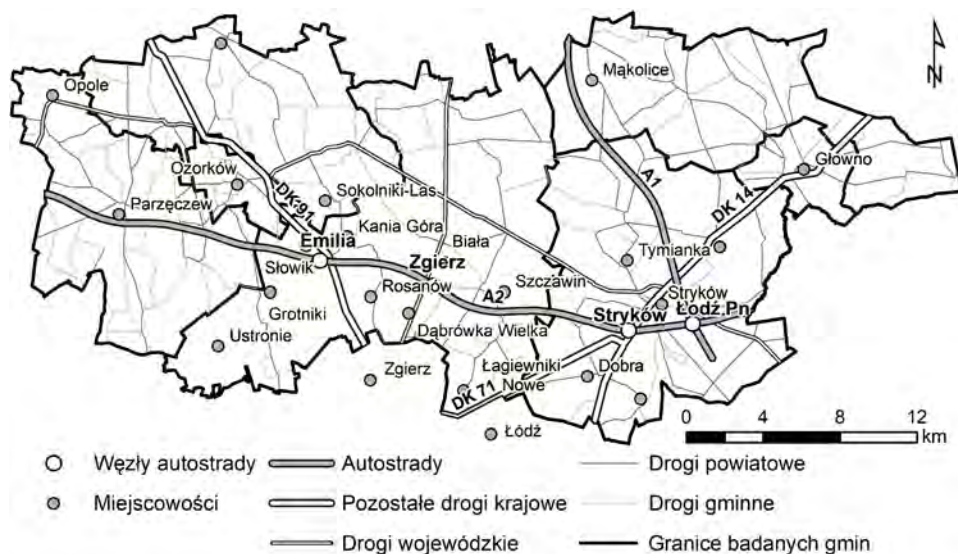 Opole
Mąkolice
N
Ozorków
DK 91
Sokolniki-Las
Głowno
A1
DK 14
Parzęczew
Kania Góra
Emilia
Biała
Tymianka
Słowik
Zgierz
Rosanów
Szczawin
A2
Stryków
Stryków
Łódź Pn
Grotniki
Dąbrówka Wielka
Ustronie
Zgierz
Łagiewniki
Nowe
Dobra
DK 71
Łódź
0 4 8 12
km
Węzły autostrady
Autostrady
Drogi powiatowe
Miejscowości
Pozostałe drogi krajowe
Drogi gminne
Drogi wojewódzkie
Granice badanych gmin